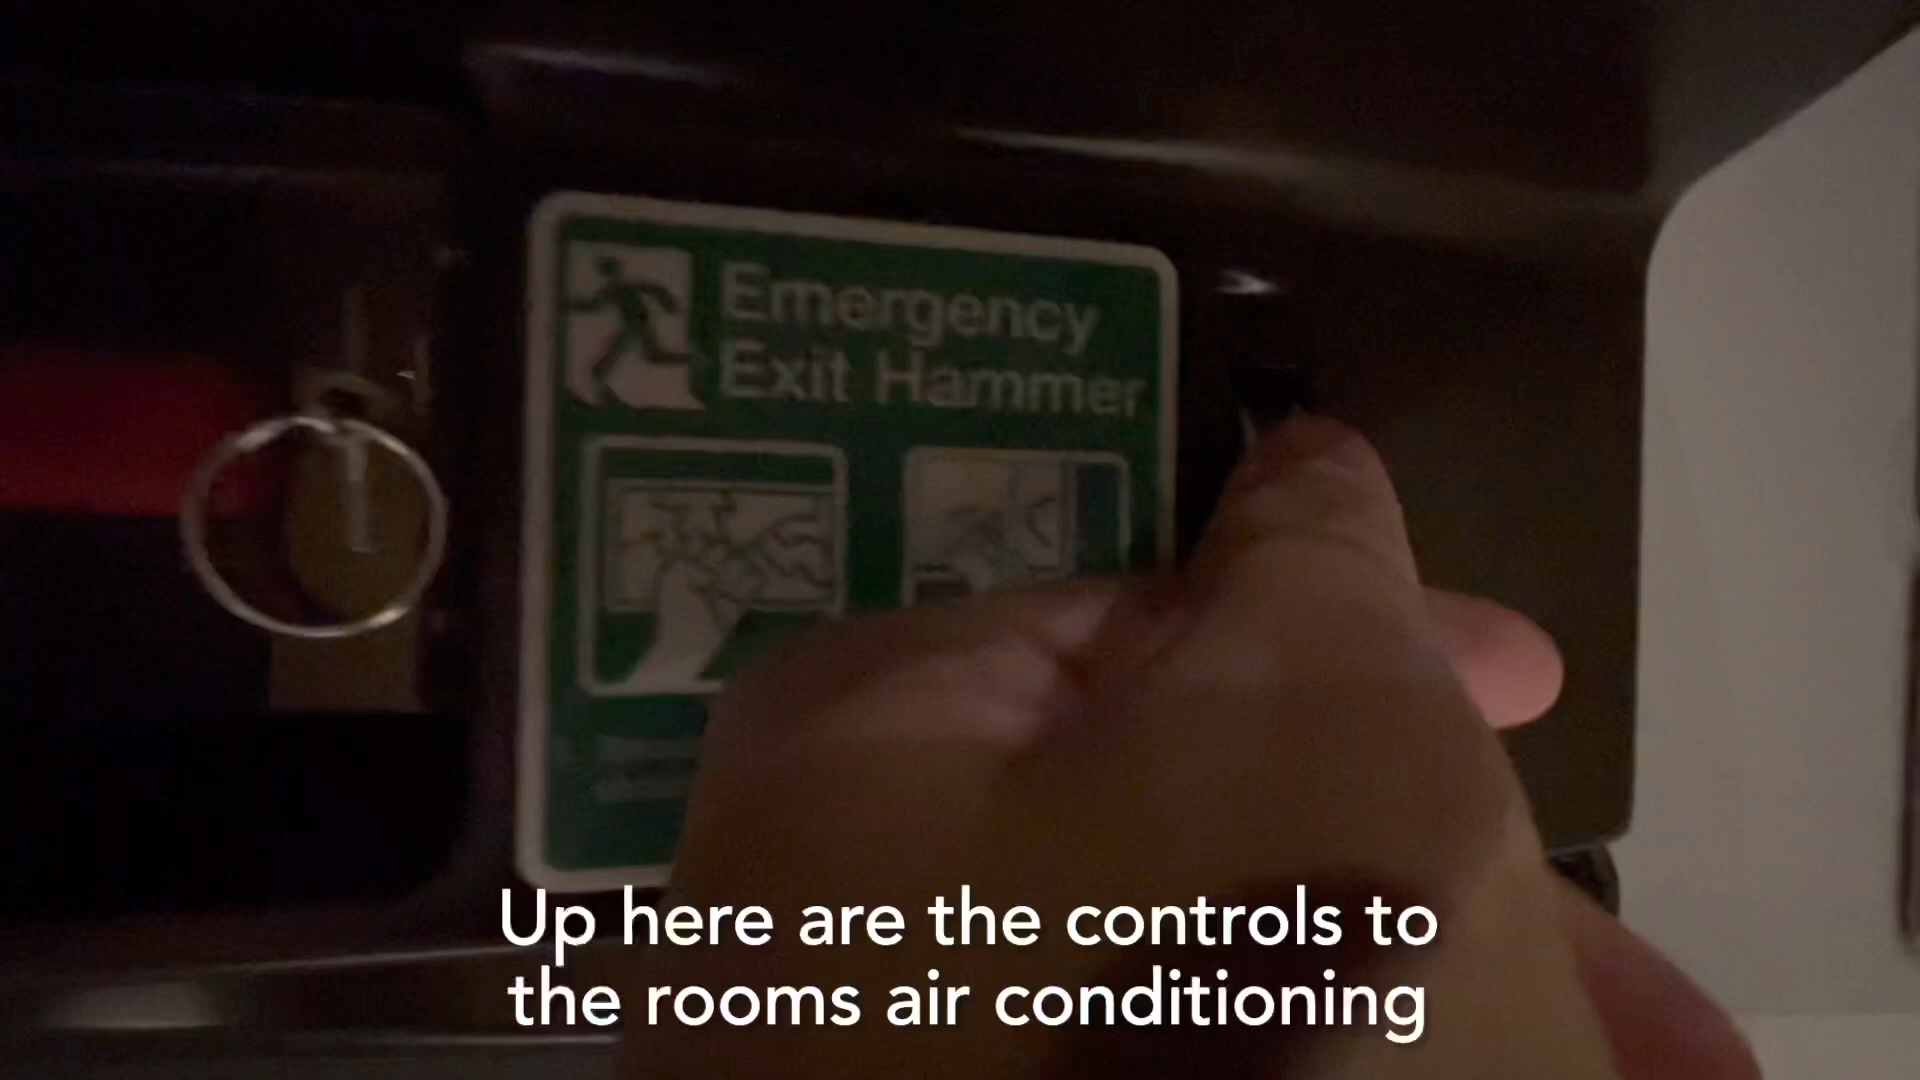 Emergency
Exit Hammer
Up here are the controls to
the rooms air conditioning